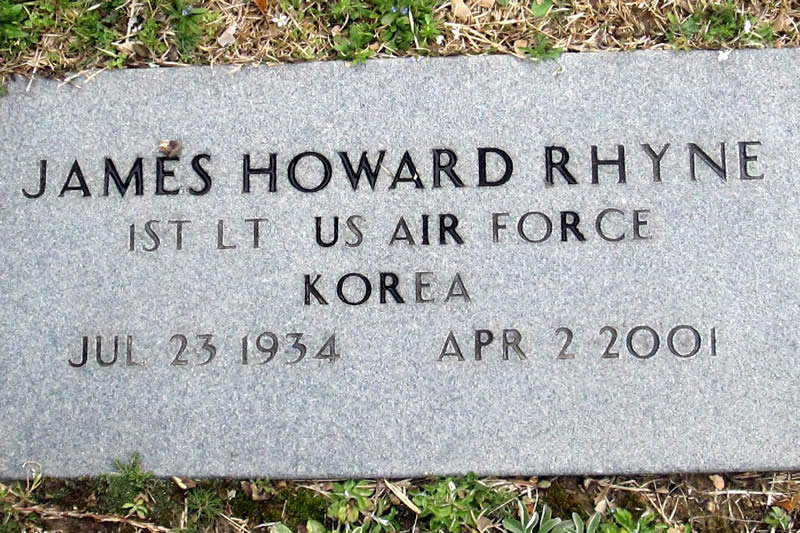 JAMES HOWARD RHYNE
1ST LT US AIR FORCE
KOREA
JUL 23 1934 APR 2 2001